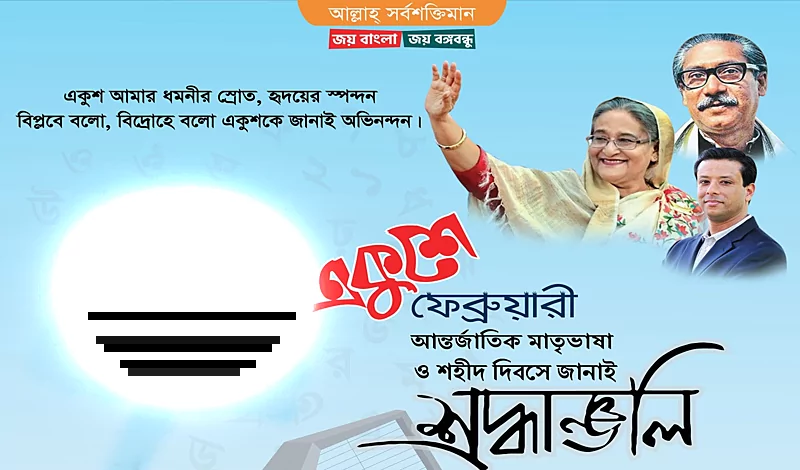 আল্লাহ্ সর্বশক্তিমান
জয় বাংলা জয় বঙ্গবন্ধু
একুশ আমার ধমনীর স্রোত, হৃদয়ের স্পন্দন
বিপ্লবে বলো, বিদ্রোহে বলো একুশকে জানাই অভিনন্দন।
একুশে
ফেব্রুয়ারী
আন্তর্জাতিক মাতৃভাষা
ও শহীদ দিবসে জানাই
শ্রদ্ধাঞ্জলি